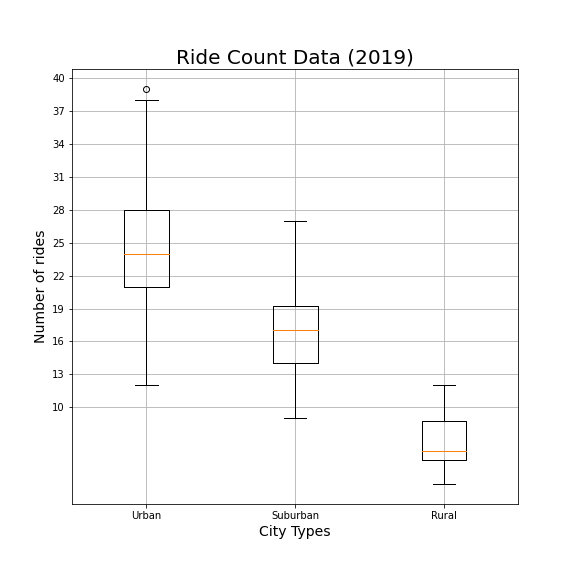 Ride Count Data (2019)
40
37
34
31
28
25
22
19
16
13
10
Number of rides
Urban
Suburban
Rural
City Types